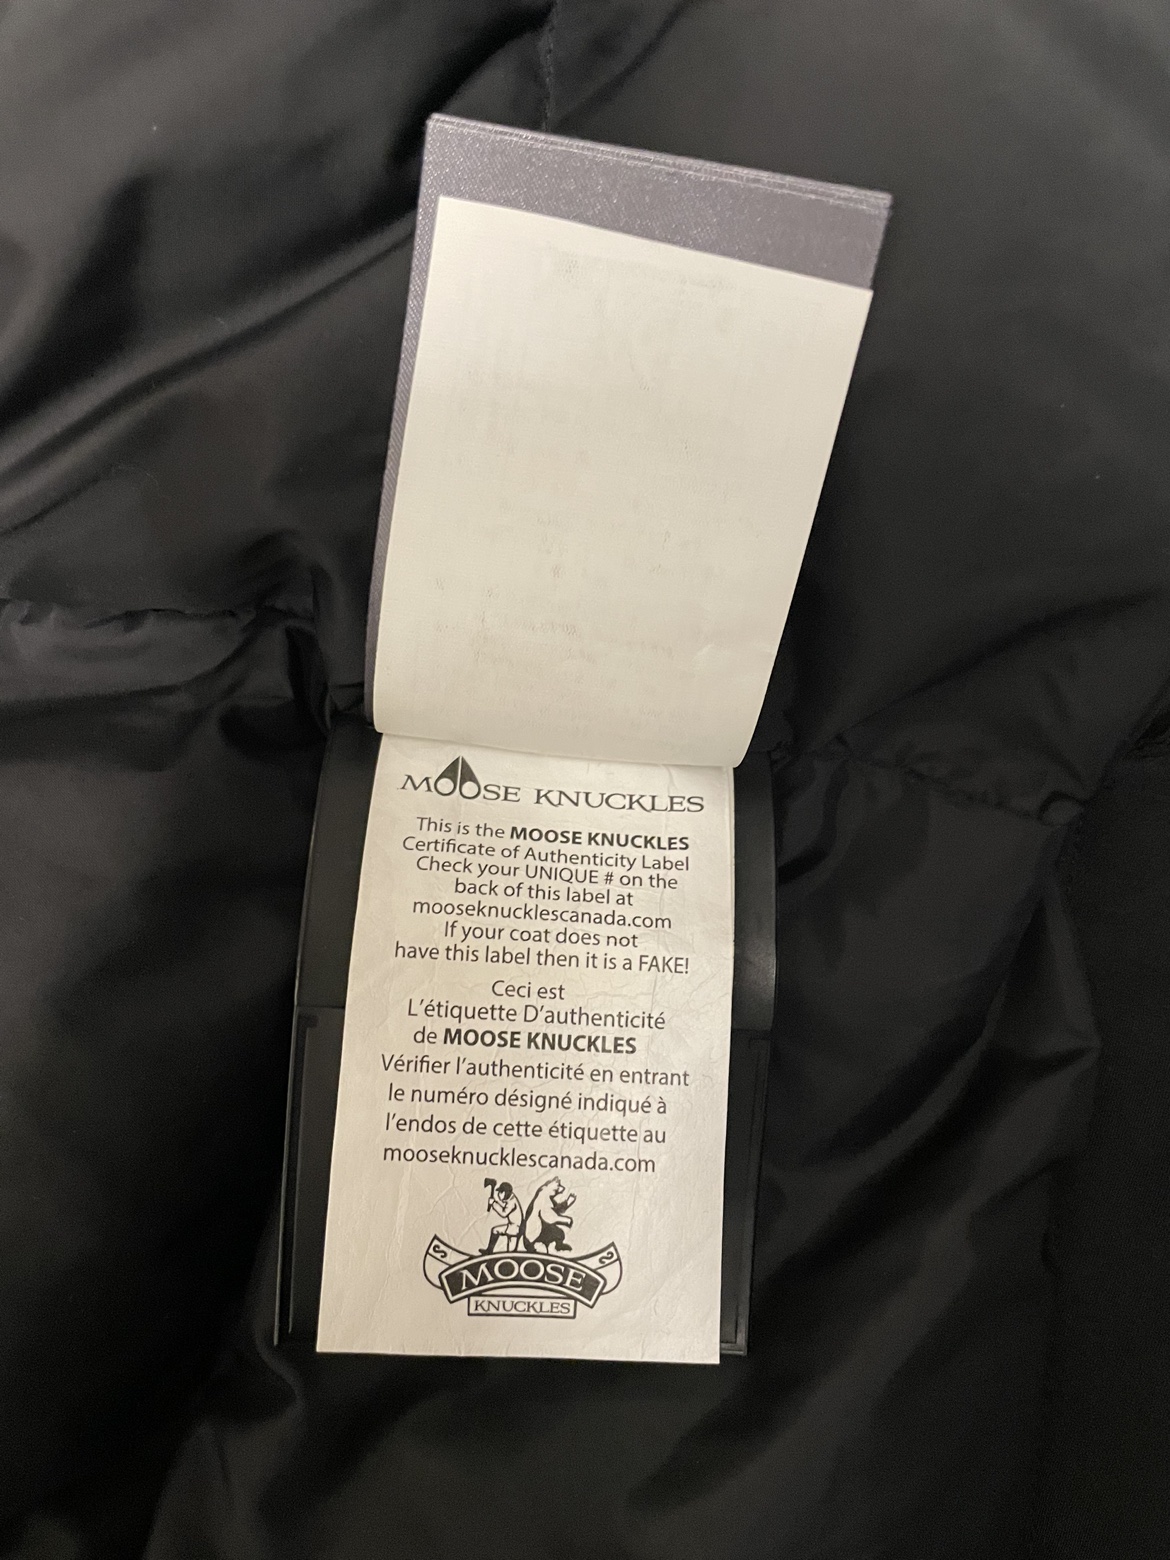 MOOSE KNUCKLES
This is the MOOSE KNUCKLES
Certificate of Authenticity Label
Check your UNIQUE # on the
back of this label at
mooseknucklescanada.com
If your coat does not
have this label then it is a FAKE!
Ceci est
L'étiquette D'authenticité
de MOOSE KNUCKLES
Vérifier l'authenticité en entrant
le numéro désigné indiqué à
l'endos de cette étiquette au
mooseknucklescanada.com
MOOSE
KNUCKLES